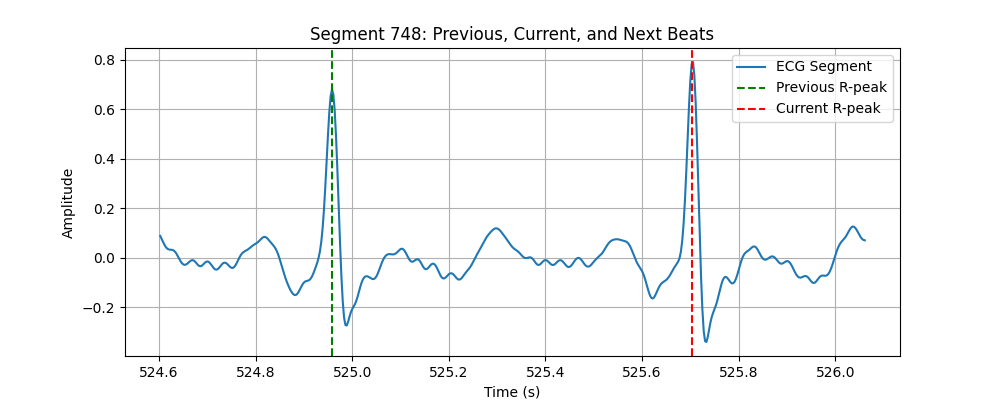 Segment 748: Previous, Current, and Next Beats
ECG Segment
Previous R-peak
Current R-peak
Amplitude
0.8
0.6
0.4
0.2
0.0
−0.2
524.6 524.8 525.0 525.2 525.4 525.6 525.8 526.0
Time (s)